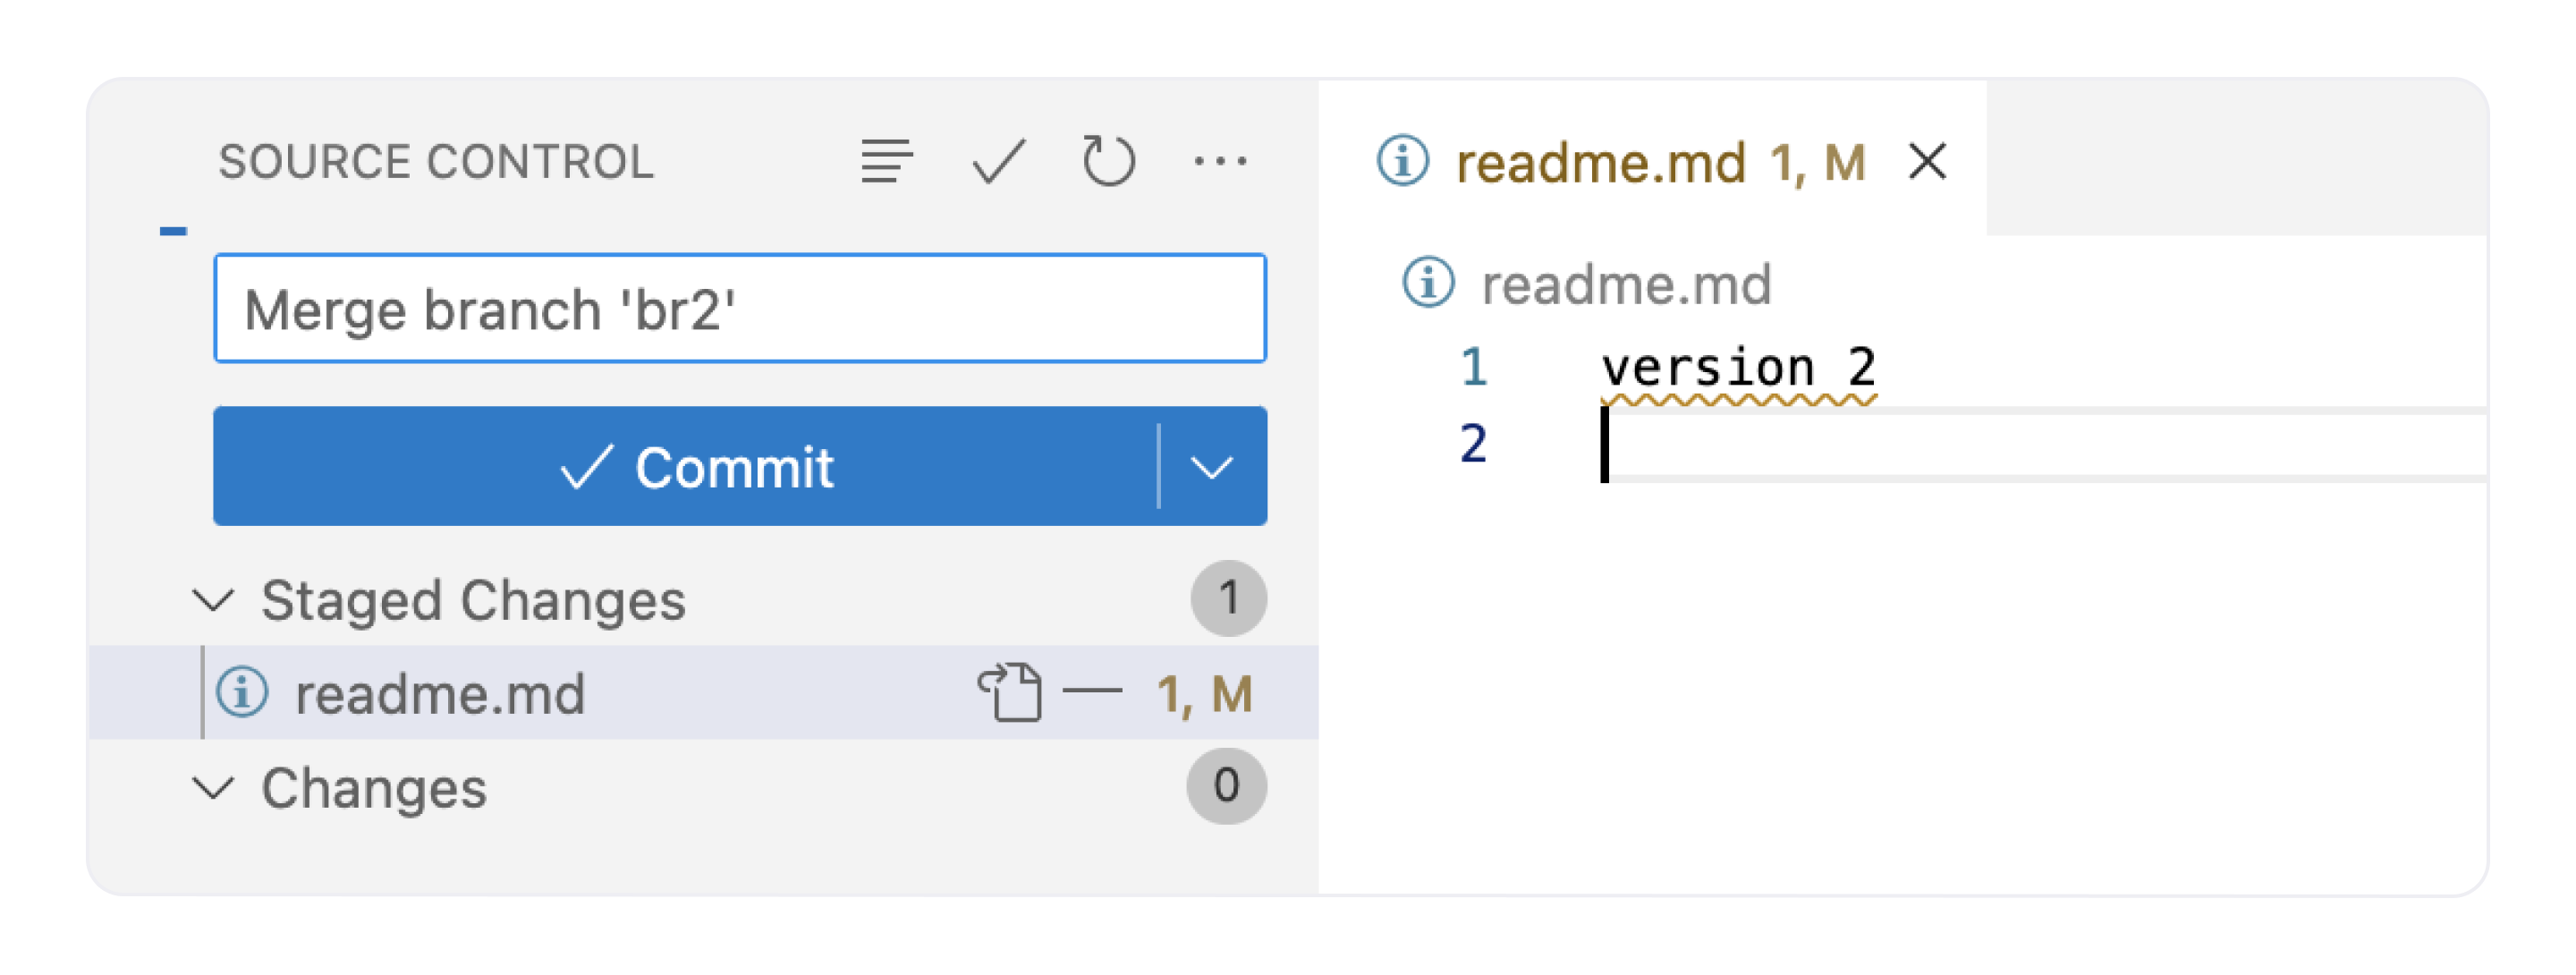 SOURCE CONTROL
Merge branch 'br2'
Commit
Staged Changes 1
readme.md 1, M
Changes 0
readme.md 1, M
readme.md
1 version 2
2